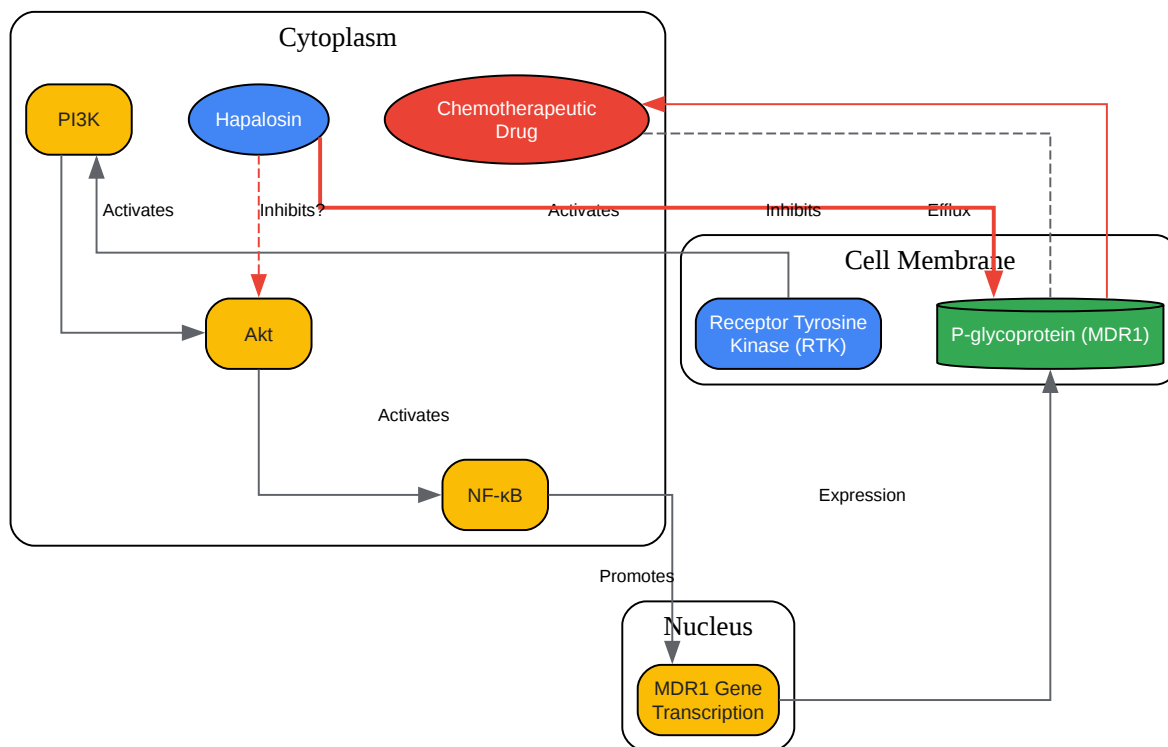 Cytoplasm
PI3K
Hapalosin
Chemotherapeutic
Drug
Activates
Inhibits?
Activates
Inhibits
Efflux
Cell Membrane
Akt
Receptor Tyrosine
Kinase (RTK)
P-glycoprotein (MDR1)
Activates
NF-κB
Expression
Promotes
Nucleus
MDR1 Gene
Transcription